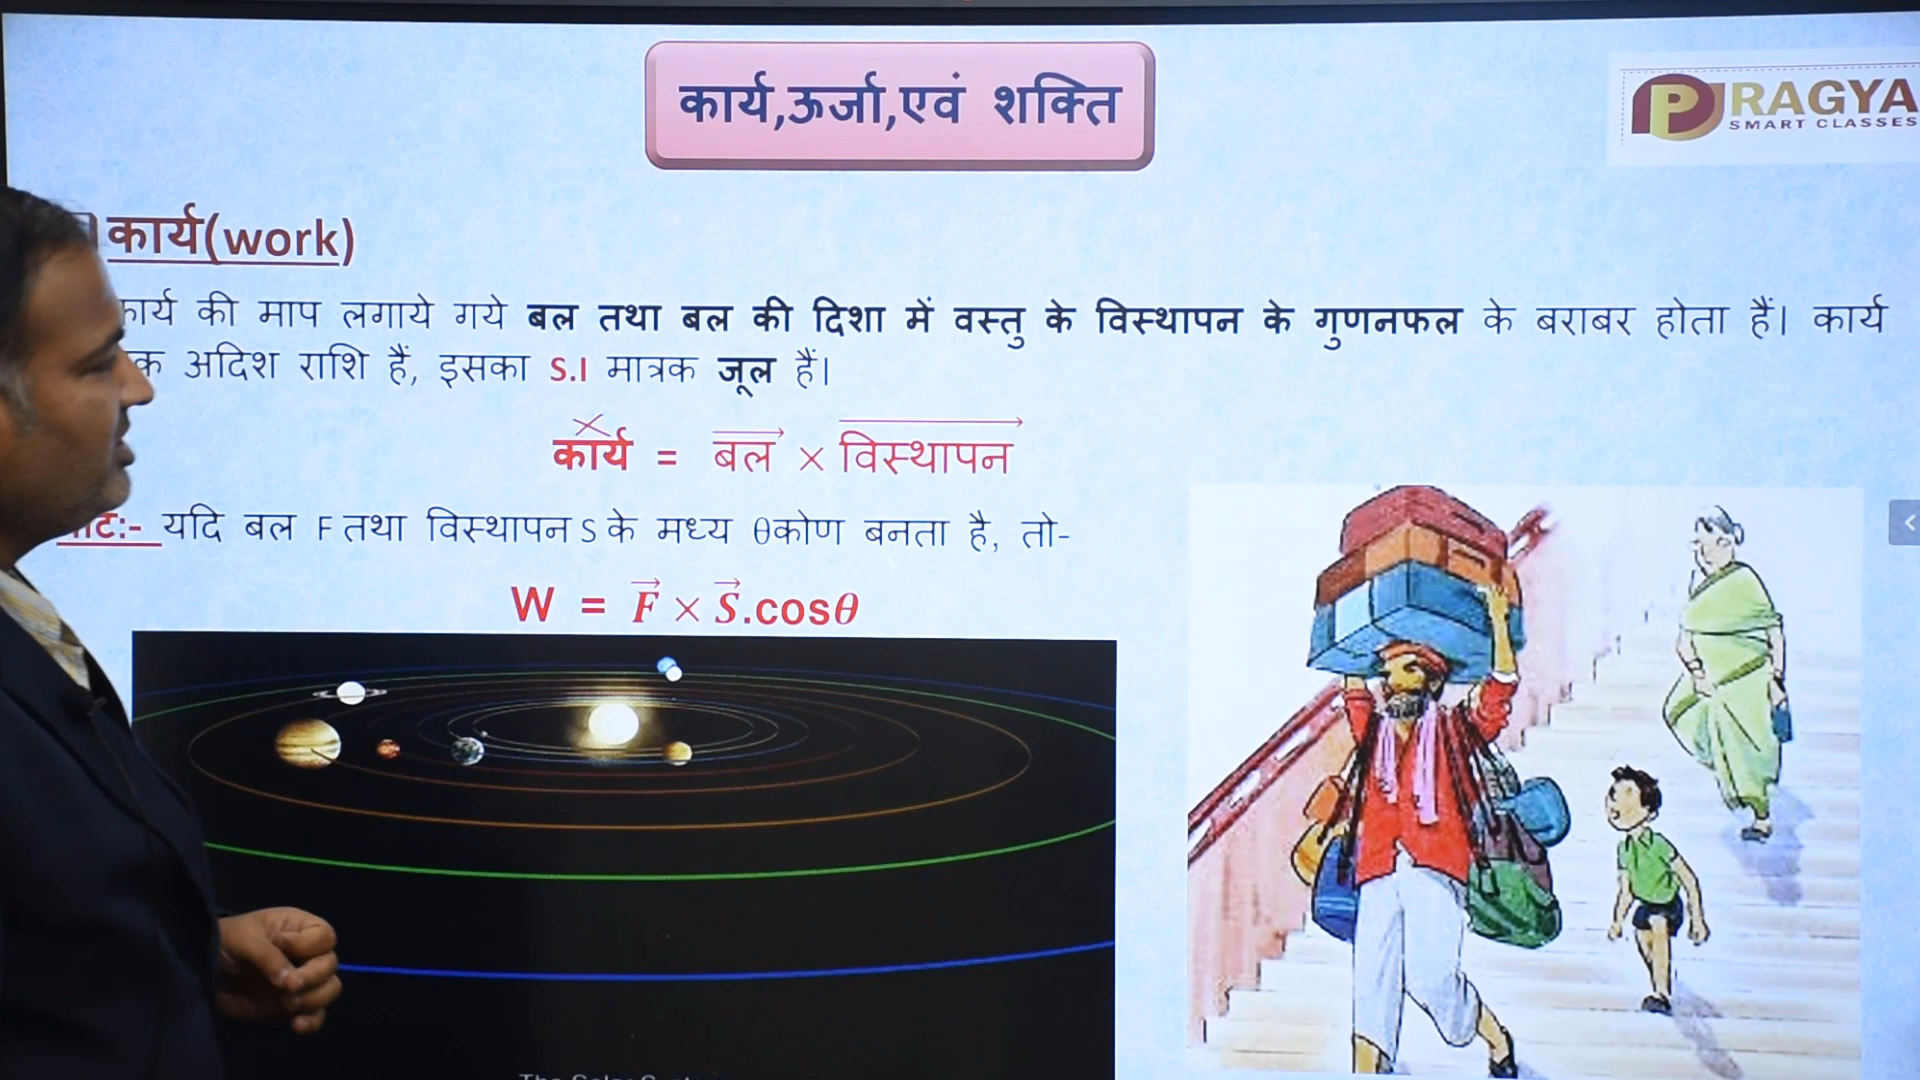 कार्य,ऊर्जा,एवं शक्ति
PRAGYA
SMART CLASSES
कार्य(work)
की माप लगाये गये बल तथा बल की दिशा में वस्तु के विस्थापन के गुणनफल के बराबर होता हैं। कार्य
अदिश राशि हैं, इसका S.I मात्रक जूल हैं।
कार्य = बल × विस्थापन
यदि बल F तथा विस्थापन S के मध्य θकोण बनता है, तो-
W = F⃗ × S⃗.cosθ